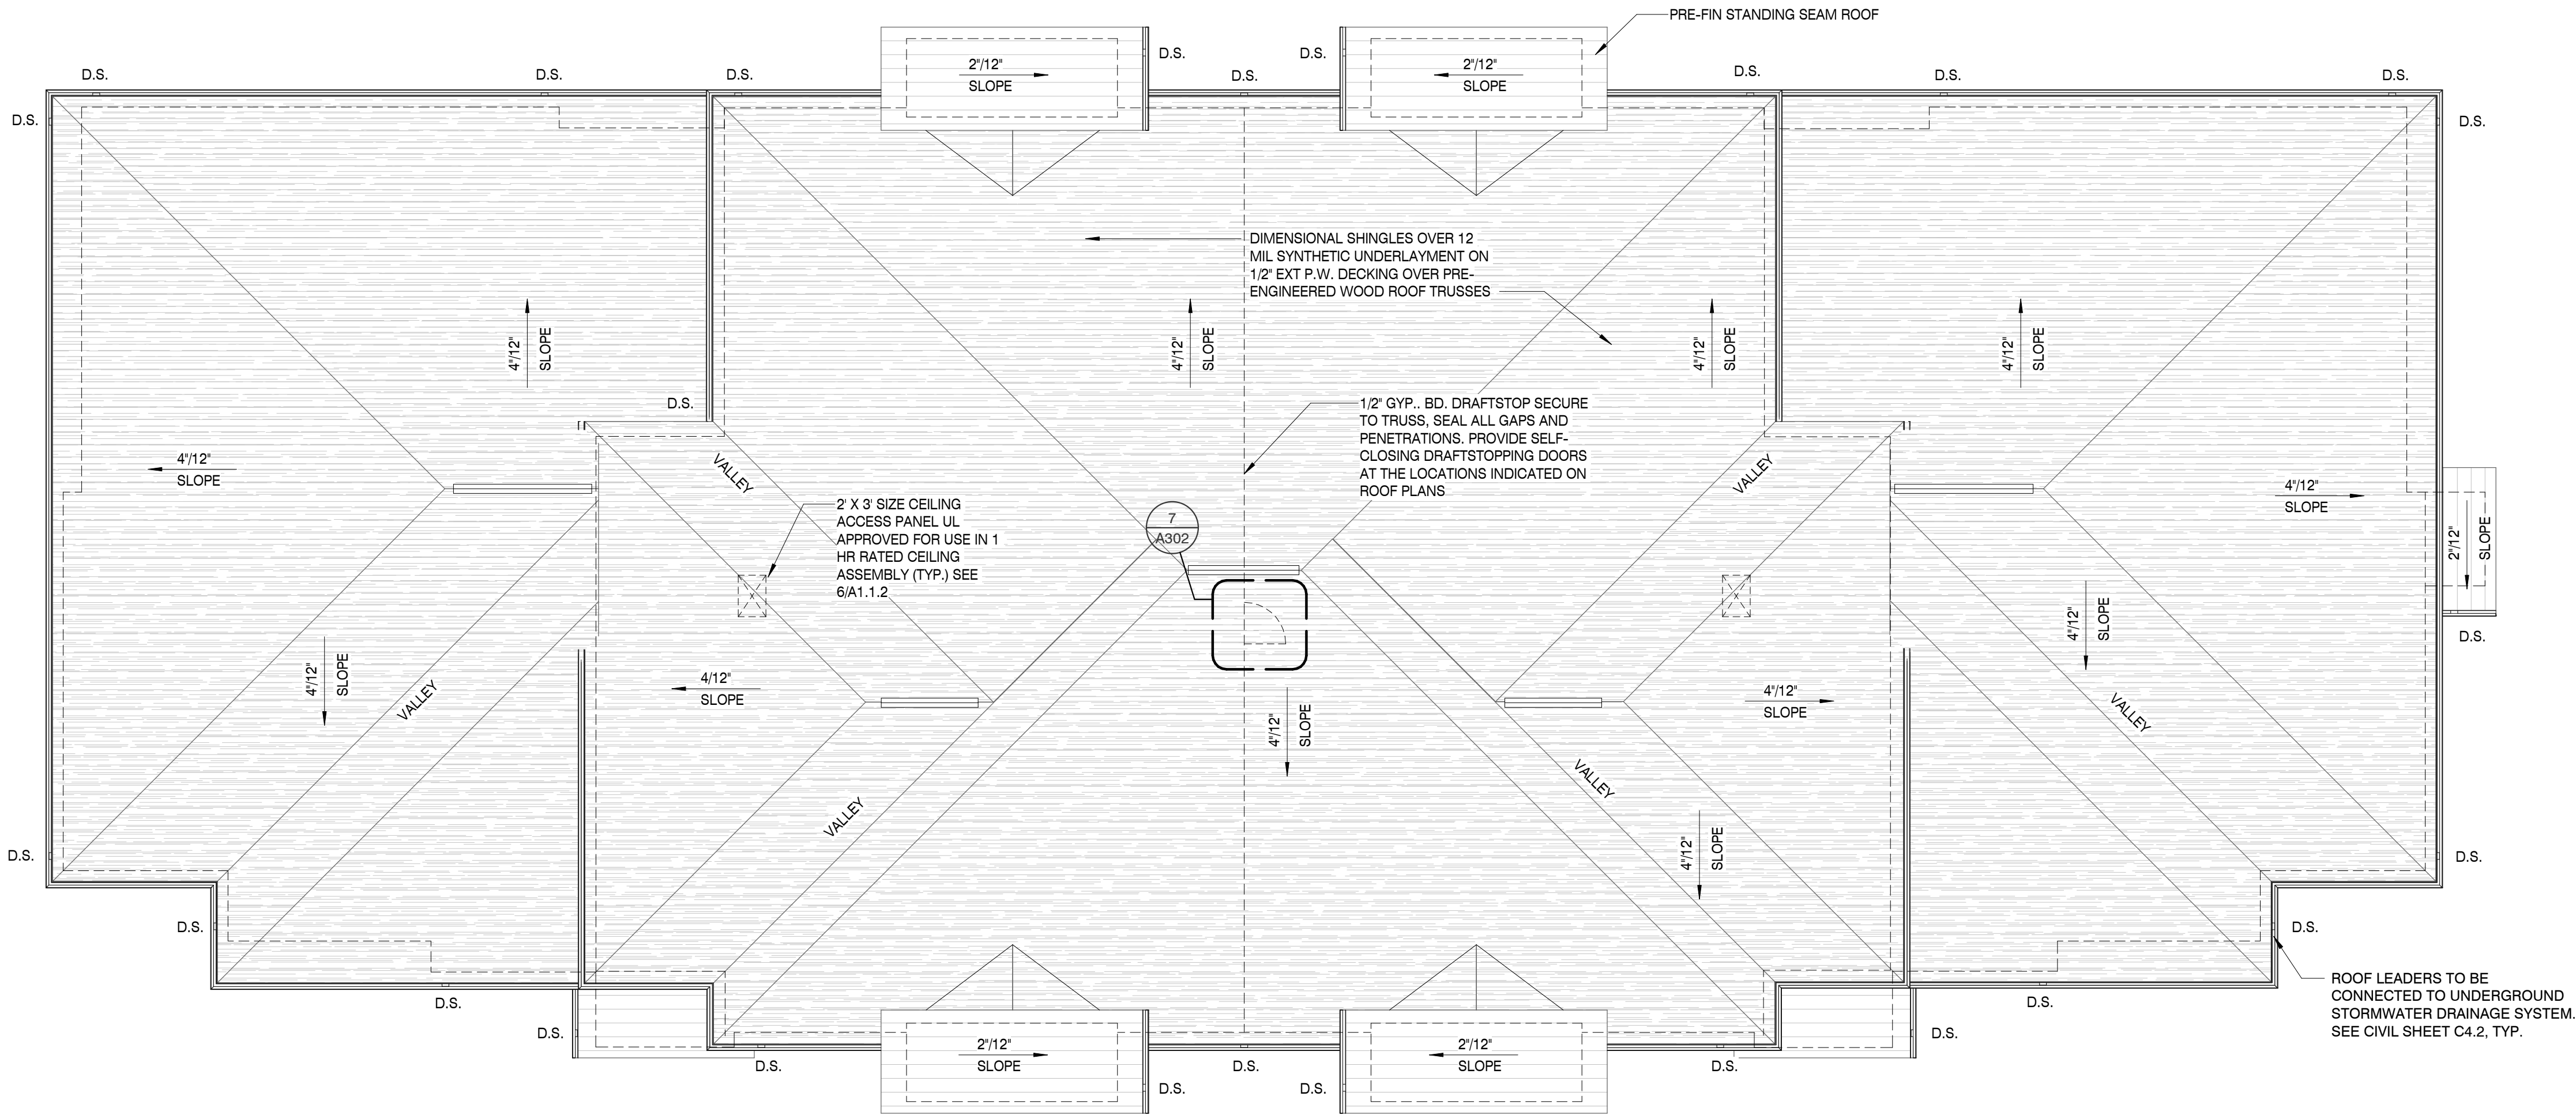 PRE-FIN STANDING SEAM ROOF
D.S.
D.S.
2"/12"
SLOPE
2"/12"
SLOPE
D.S.
D.S.
D.S.
D.S.
D.S.
D.S.
D.S.
D.S.
D.S.
DIMENSIONAL SHINGLES OVER 12
MIL SYNTHETIC UNDERLAYMENT ON
1/2" EXT P.W. DECKING OVER PRE-
ENGINEERED WOOD ROOF TRUSSES
4"/12"
SLOPE
4"/12"
SLOPE
4"/12"
SLOPE
4"/12"
SLOPE
D.S.
1/2" GYP.. BD. DRAFTSTOP SECURE
TO TRUSS, SEAL ALL GAPS AND
PENETRATIONS. PROVIDE SELF-
CLOSING DRAFTSTOPPING DOORS
AT THE LOCATIONS INDICATED ON
ROOF PLANS
4"/12"
SLOPE
VALLEY
VALLEY
4"/12"
SLOPE
2' X 3' SIZE CEILING
ACCESS PANEL UL
APPROVED FOR USE IN 1
HR RATED CEILING
ASSEMBLY (TYP.) SEE
6/A1.1.2
7
A302
2"/12"
SLOPE
D.S.
4"/12"
SLOPE
VALLEY
4/12"
SLOPE
4"/12"
SLOPE
4"/12"
SLOPE
4"/12"
SLOPE
VALLEY
VALLEY
VALLEY
4"/12"
SLOPE
D.S.
D.S.
D.S.
D.S.
ROOF LEADERS TO BE
CONNECTED TO UNDERGROUND
STORMWATER DRAINAGE SYSTEM.
SEE CIVIL SHEET C4.2, TYP.
D.S.
D.S.
D.S.
D.S.
2"/12"
SLOPE
2"/12"
SLOPE
D.S.
D.S.
D.S.
D.S.
D.S.